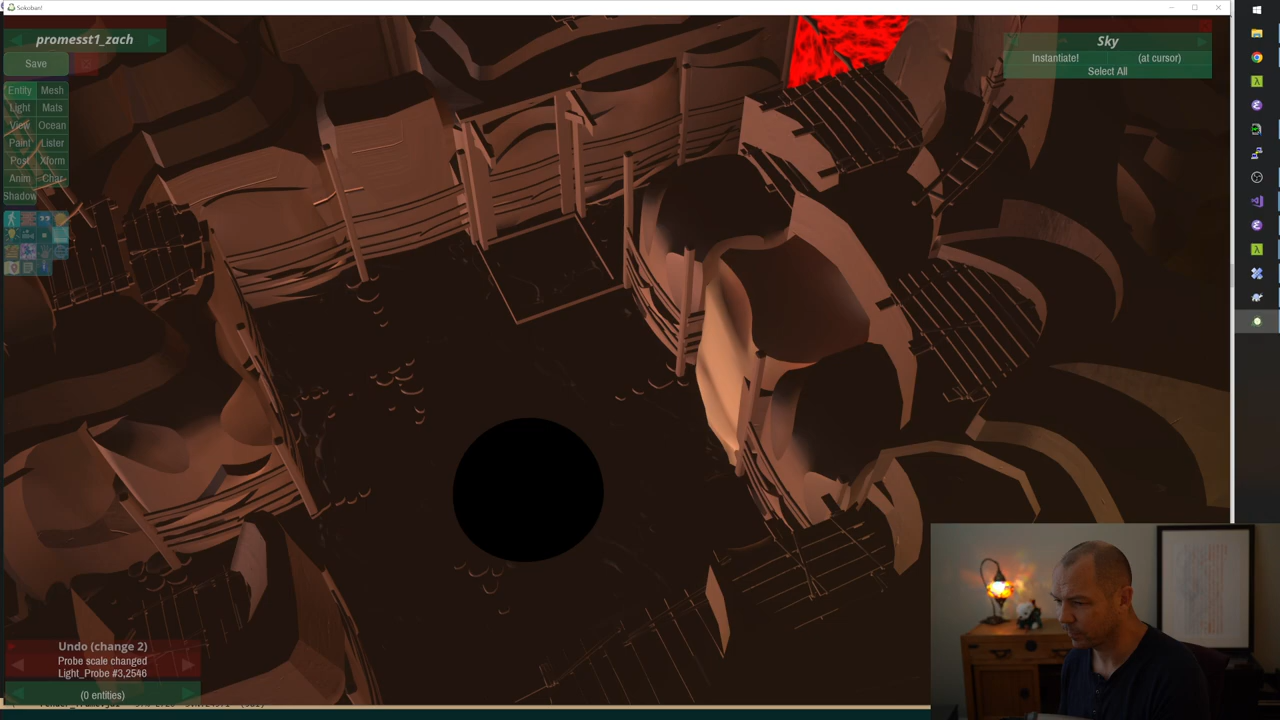 Sokoban!
promesst1_zach
Save
Entity Mesh
Light Mats
View Ocean
Paint Lister
Post Xform
Anim Char
Shadow
Sky
Instantiate! (at cursor)
Select All
Undo (change 2)
Probe scale changed
Light_Probe #3,2546
(0 entities)